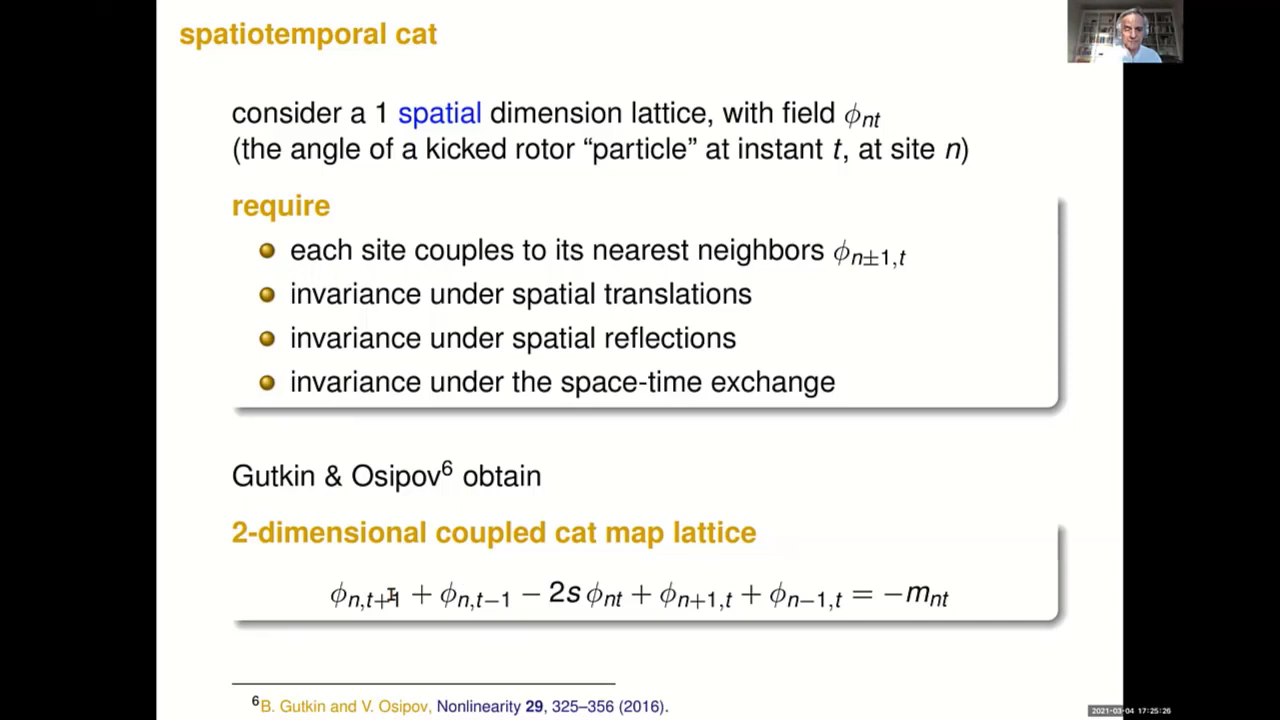 spatiotemporal cat
consider a 1 spatial dimension lattice, with field ϕₙₜ
(the angle of a kicked rotor “particle” at instant t, at site n)
require
each site couples to its nearest neighbors ϕₙ±₁,ₜ
invariance under spatial translations
invariance under spatial reflections
invariance under the space-time exchange
Gutkin & Osipov⁶ obtain
2-dimensional coupled cat map lattice
ϕₙ,ₜ₊₁ + ϕₙ,ₜ₋₁ − 2s ϕₙₜ + ϕₙ₊₁,ₜ + ϕₙ₋₁,ₜ = −mₙₜ
⁶B. Gutkin and V. Osipov, Nonlinearity 29, 325–356 (2016).
2021-03-04 17:25:26